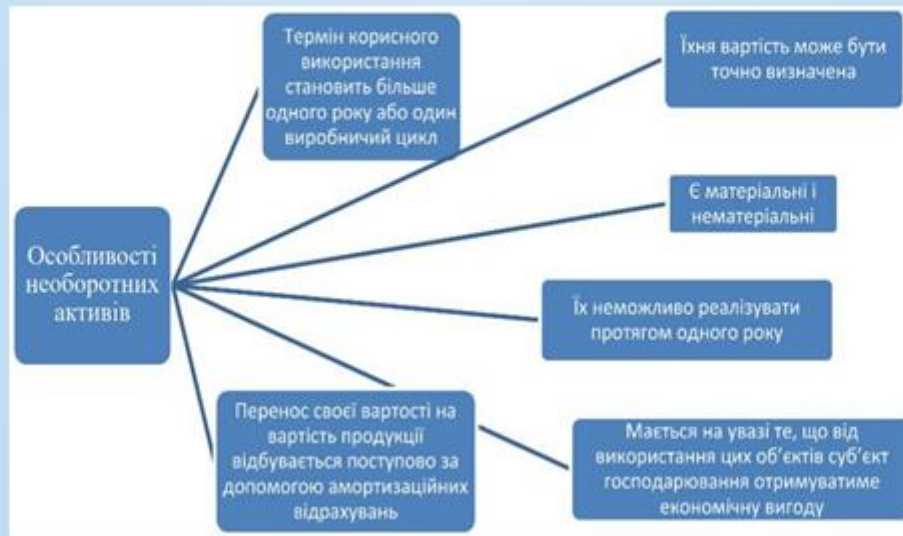 Термін корисного
використання
становить більше
одного року або один
виробничий цикл
Їхня вартість може бути
точно визначена
Є матеріальні і
нематеріальні
Особливості
необоротних
активів
Їх неможливо реалізувати
протягом одного року
Перенос своєї вартості на
вартість продукції
відбувається поступово за
допомогою амортизаційних
відрахувань
Мається на увазі те, що від
використання цих об’єктів суб’єкт
господарювання отримуватиме
економічну вигоду